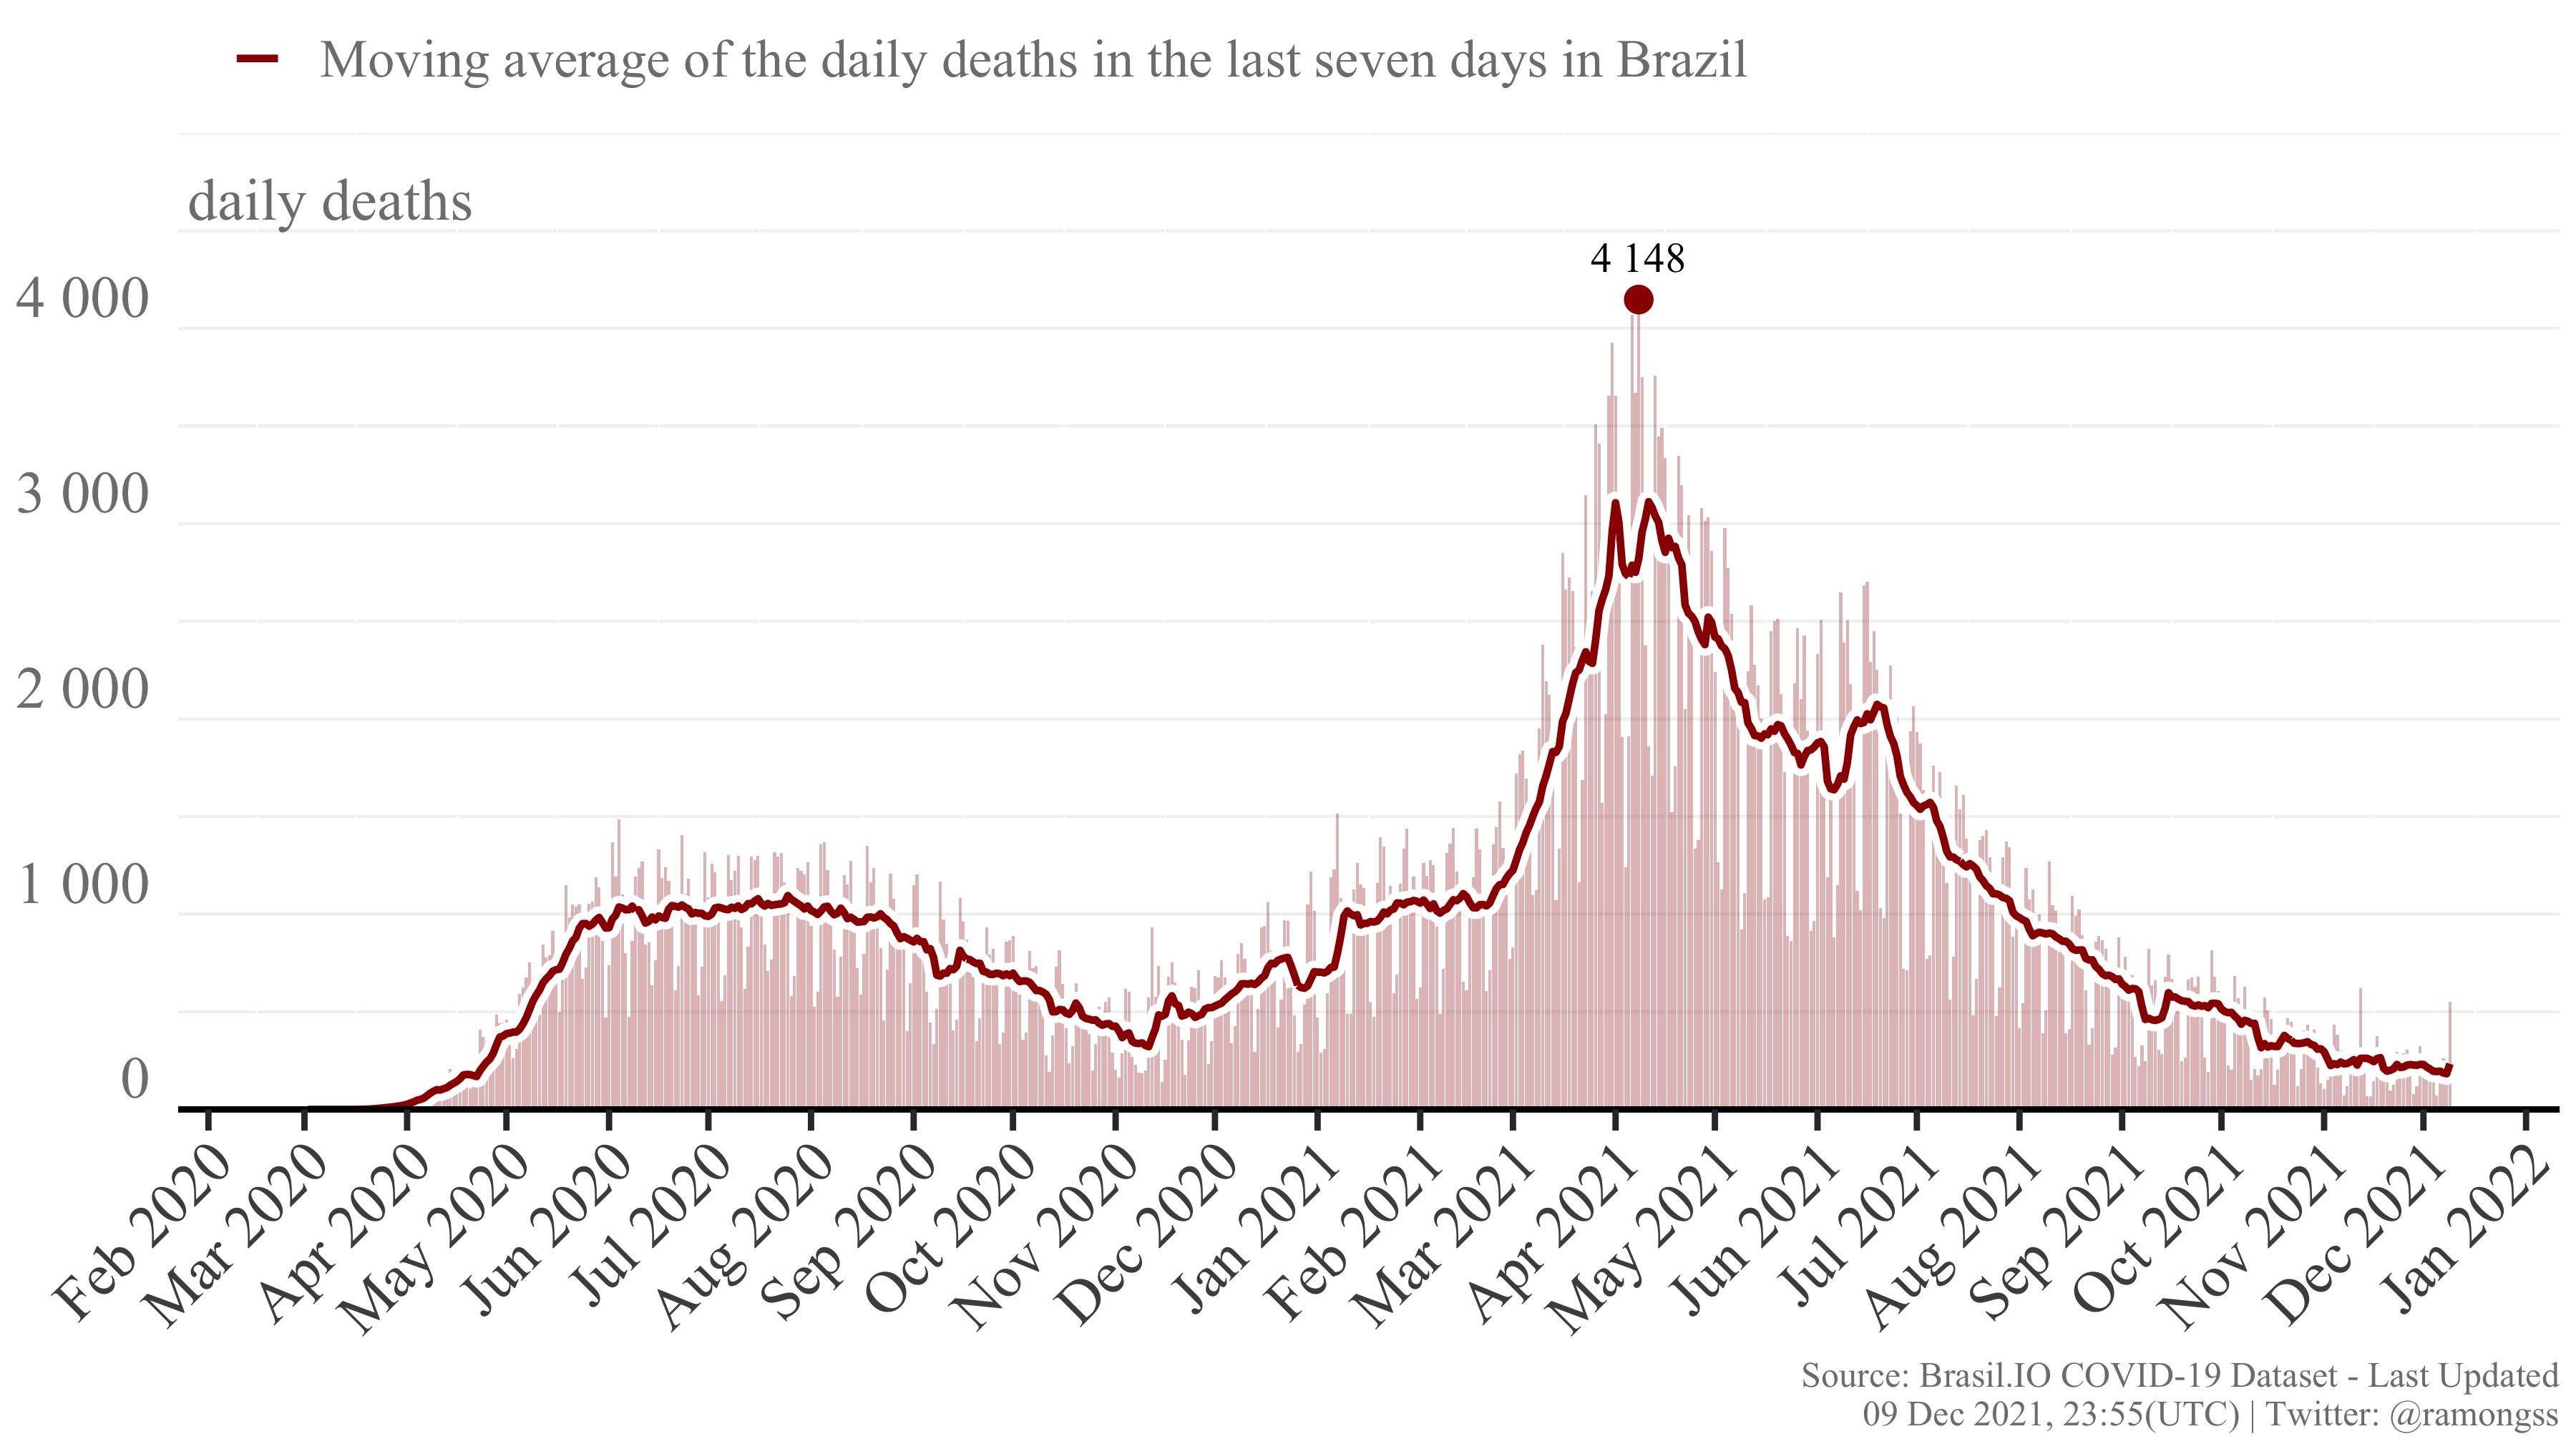 Moving average of the daily deaths in the last seven days in Brazil
daily deaths
4 148
4 000
3 000
2 000
1 000
0
Feb 2020
Mar 2020
Apr 2020
May 2020
Jun 2020
Jul 2020
Aug 2020
Sep 2020
Oct 2020
Nov 2020
Dec 2020
Jan 2021
Feb 2021
Mar 2021
Apr 2021
May 2021
Jun 2021
Jul 2021
Aug 2021
Sep 2021
Oct 2021
Nov 2021
Dec 2021
Jan 2022
Source: Brasil.IO COVID-19 Dataset - Last Updated
09 Dec 2021, 23:55(UTC) | Twitter: @ramongss